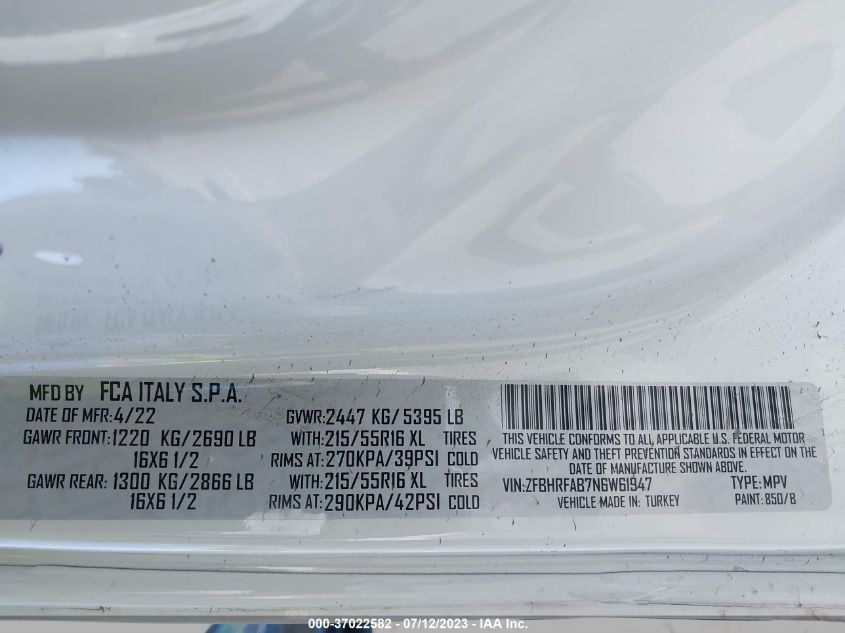 MFD BY FCA ITALY S.P.A.
DATE OF MFR: 4/22 GVWR: 2447 KG/ 5395 LB
GAWR FRONT: 1220 KG/2690 LB WITH: 215/55R16 XL TIRES
16X6 1/2 RIMS AT: 270KPA/39PSI COLD
GAWR REAR: 1300 KG/2866 LB WITH: 215/55R16 XL TIRES
16X6 1/2 RIMS AT: 290KPA/42PSI COLD
THIS VEHICLE CONFORMS TO ALL APPLICABLE U.S. FEDERAL MOTOR
VEHICLE SAFETY AND THEFT PREVENTION STANDARDS IN EFFECT ON THE
DATE OF MANUFACTURE SHOWN ABOVE.
VIN: ZFBHRFAB7N6W61947 TYPE: MPV
VEHICLE MADE IN: TURKEY PAINT: 850/B
000-37022582 - 07/12/2023 - IAA Inc.